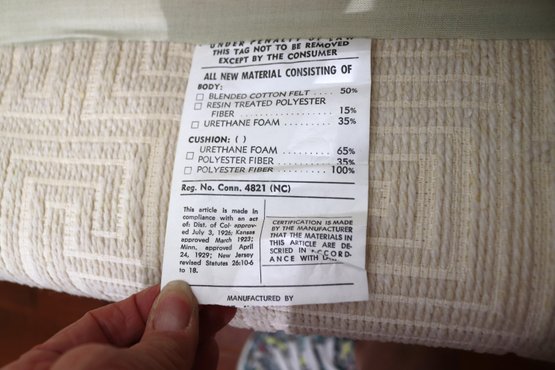 UNDER PENALTY OF LAW
THIS TAG NOT TO BE REMOVED
EXCEPT BY THE CONSUMER
ALL NEW MATERIAL CONSISTING OF
BODY:
BLENDED COTTON FELT .... 50%
RESIN TREATED POLYESTER
FIBER .................. 15%
URETHANE FOAM .......... 35%
CUSHION: ( )
URETHANE FOAM .......... 65%
POLYESTER FIBER ........ 35%
POLYESTER FIBER ........ 100%
Reg. No. Conn. 4821 (NC)
This article is made in
compliance with an act
of: Dist. of Col- approv-
ed July 3, 1926; Kansas
approved March 1923;
Minn. approved April
24, 1929; New Jersey
revised Statutes 26:10-6
to 18.
CERTIFICATION IS MADE
BY THE MANUFACTURER
THAT THE MATERIALS IN
THIS ARTICLE ARE DE-
SCRIED IN ACCORD-
ANCE WITH
MANUFACTURED BY